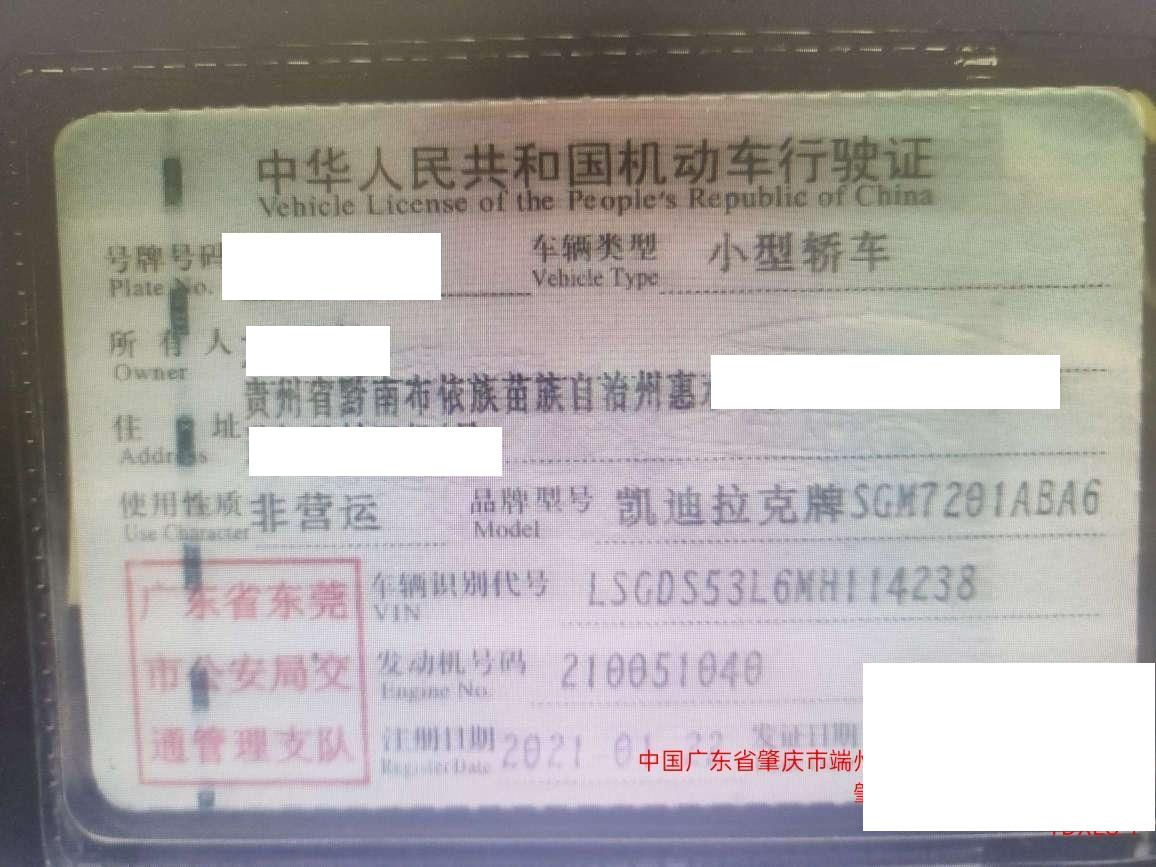 中华人民共和国机动车行驶证
Vehicle License of the People's Republic of China
号牌号码
Plate No.
车辆类型 小型轿车
Vehicle Type
所有人
Owner
贵州省黔南布依族苗族自治州惠
住址
Address
使用性质 非营运
Use Character
品牌型号 凯迪拉克牌SGM7201ABA6
Model
广东省东莞
市公安局交
通管理支队
车辆识别代号 LSGDS53L6MH114238
VIN
发动机号码 210051040
Engine No.
注册日期 2021 01 22 发证日期
Register Date
中国广东省肇庆市端
肇